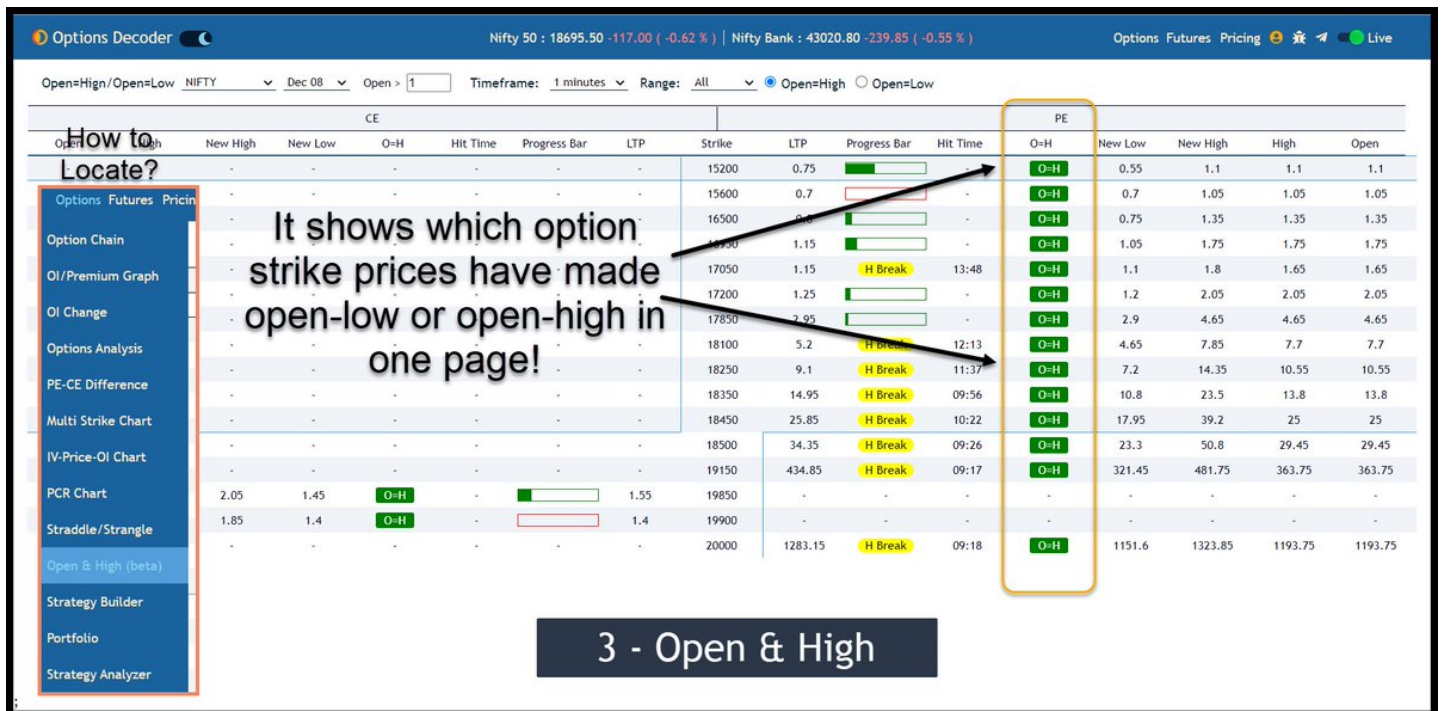 Options Decoder Nifty 50 : 18695.50 -117.00 ( -0.62 % ) | Nifty Bank : 43020.80 -239.85 ( -0.55 % ) Options Futures Pricing Live
Open=Hign/Open=Low NIFTY Dec 08 Open > 1 Timeframe: 1 minutes Range: All Open=High Open=Low
CE PE
Open High New High New Low O=H Hit Time Progress Bar LTP Strike LTP Progress Bar Hit Time O=H New Low New High High Open
How to
Locate?
Options Futures Pricin
Option Chain
OI/Premium Graph
OI Change
Options Analysis
PE-CE Difference
Multi Strike Chart
IV-Price-OI Chart
PCR Chart
Straddle/Strangle
Open & High (beta)
Strategy Builder
Portfolio
Strategy Analyzer
It shows which option
strike prices have made
open-low or open-high in
one page!
- - - - - - 15200 0.75 - O=H 0.55 1.1 1.1 1.1
- - - - - - 15600 0.7 - O=H 0.7 1.05 1.05 1.05
16500 - O=H 0.75 1.35 1.35 1.35
1.15 - O=H 1.05 1.75 1.75 1.75
17050 1.15 H Break 13:48 O=H 1.1 1.8 1.65 1.65
17200 1.25 - O=H 1.2 2.05 2.05 2.05
17850 2.95 - O=H 2.9 4.65 4.65 4.65
18100 5.2 H Break 12:13 O=H 4.65 7.85 7.7 7.7
18250 9.1 H Break 11:37 O=H 7.2 14.35 10.55 10.55
- - - - - - 18350 14.95 H Break 09:56 O=H 10.8 23.5 13.8 13.8
- - - - - - 18450 25.85 H Break 10:22 O=H 17.95 39.2 25 25
- - - - - - 18500 34.35 H Break 09:26 O=H 23.3 50.8 29.45 29.45
- - - - - - 19150 434.85 H Break 09:17 O=H 321.45 481.75 363.75 363.75
2.05 1.45 O=H - 1.55 19850 - - - - - - - -
1.85 1.4 O=H - 1.4 19900 - - - - - - - -
- - - - - - 20000 1283.15 H Break 09:18 O=H 1151.6 1323.85 1193.75 1193.75
3 - Open & High
;